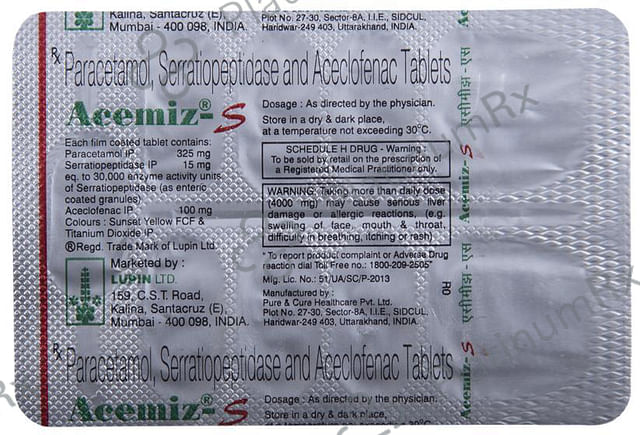 Kalina, Santacruz (E),
Mumbai - 400 098, INDIA.
Plot No. 27-30, Sector-8A, I.I.E., SIDCUL,
Haridwar-249 403, Uttarakhand, INDIA.
Rx Paracetamol, Serratiopeptidase and Aceclofenac Tablets
Acemiz®-S
Each film coated tablet contains:
Paracetamol IP 325 mg
Serratiopeptidase IP 15 mg
eq. to 30,000 enzyme activity units
of Serratiopeptidase (as enteric
coated granules)
Aceclofenac IP 100 mg
Colours : Sunset Yellow FCF &
Titanium Dioxide IP
® Regd. Trade Mark of Lupin Ltd.
Marketed by :
LUPIN LTD.
159, C.S.T. Road,
Kalina, Santacruz (E),
Mumbai - 400 098, INDIA.
Dosage : As directed by the physician.
Store in a dry & dark place,
at a temperature not exceeding 30°C.
SCHEDULE H DRUG - Warning :
To be sold by retail on the prescription of
a Registered Medical Practitioner only.
WARNING: Taking more than daily dose
(4000 mg) may cause serious liver
damage or allergic reactions, (e.g.
swelling of face, mouth & throat,
difficulty in breathing, itching or rash)
"To report product complaint or Adverse Drug
reaction dial Toll Free no.: 1800-209-2505"
Mfg. Lic. No.: 51/UA/SC/P-2013
Manufactured by :
Pure & Cure Healthcare Pvt. Ltd.
Plot No. 27-30, Sector-8A, I.I.E., SIDCUL,
Haridwar-249 403, Uttarakhand, INDIA.
RD
एसीमीझ - एस
Acemiz-S
एसीमीझ - एस
Acemiz-S
Rx Paracetamol, Serratiopeptidase and Aceclofenac Tablets
Acemiz®-S
Dosage : As directed by the physician.
Store in a dry & dark place,